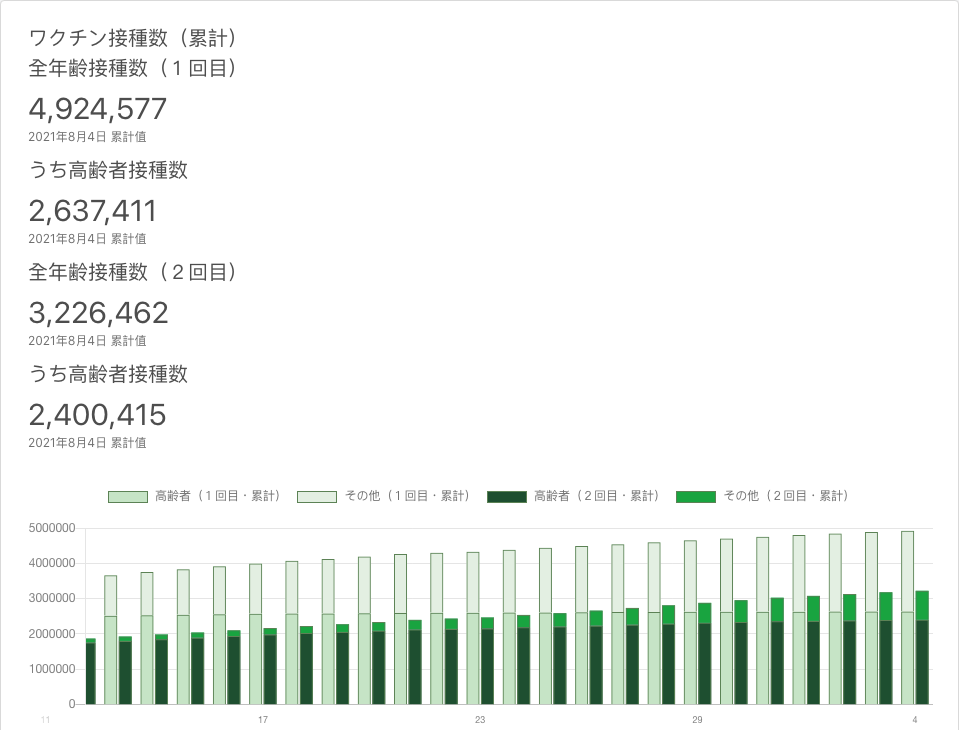 ワクチン接種数（累計）
全年齢接種数（１回目）
4,924,577
2021年8月4日 累計値
うち高齢者接種数
2,637,411
2021年8月4日 累計値
全年齢接種数（２回目）
3,226,462
2021年8月4日 累計値
うち高齢者接種数
2,400,415
2021年8月4日 累計値
高齢者（１回目・累計） その他（１回目・累計） 高齢者（２回目・累計） その他（２回目・累計）
5000000
4000000
3000000
2000000
1000000
0
11 17 23 29 4